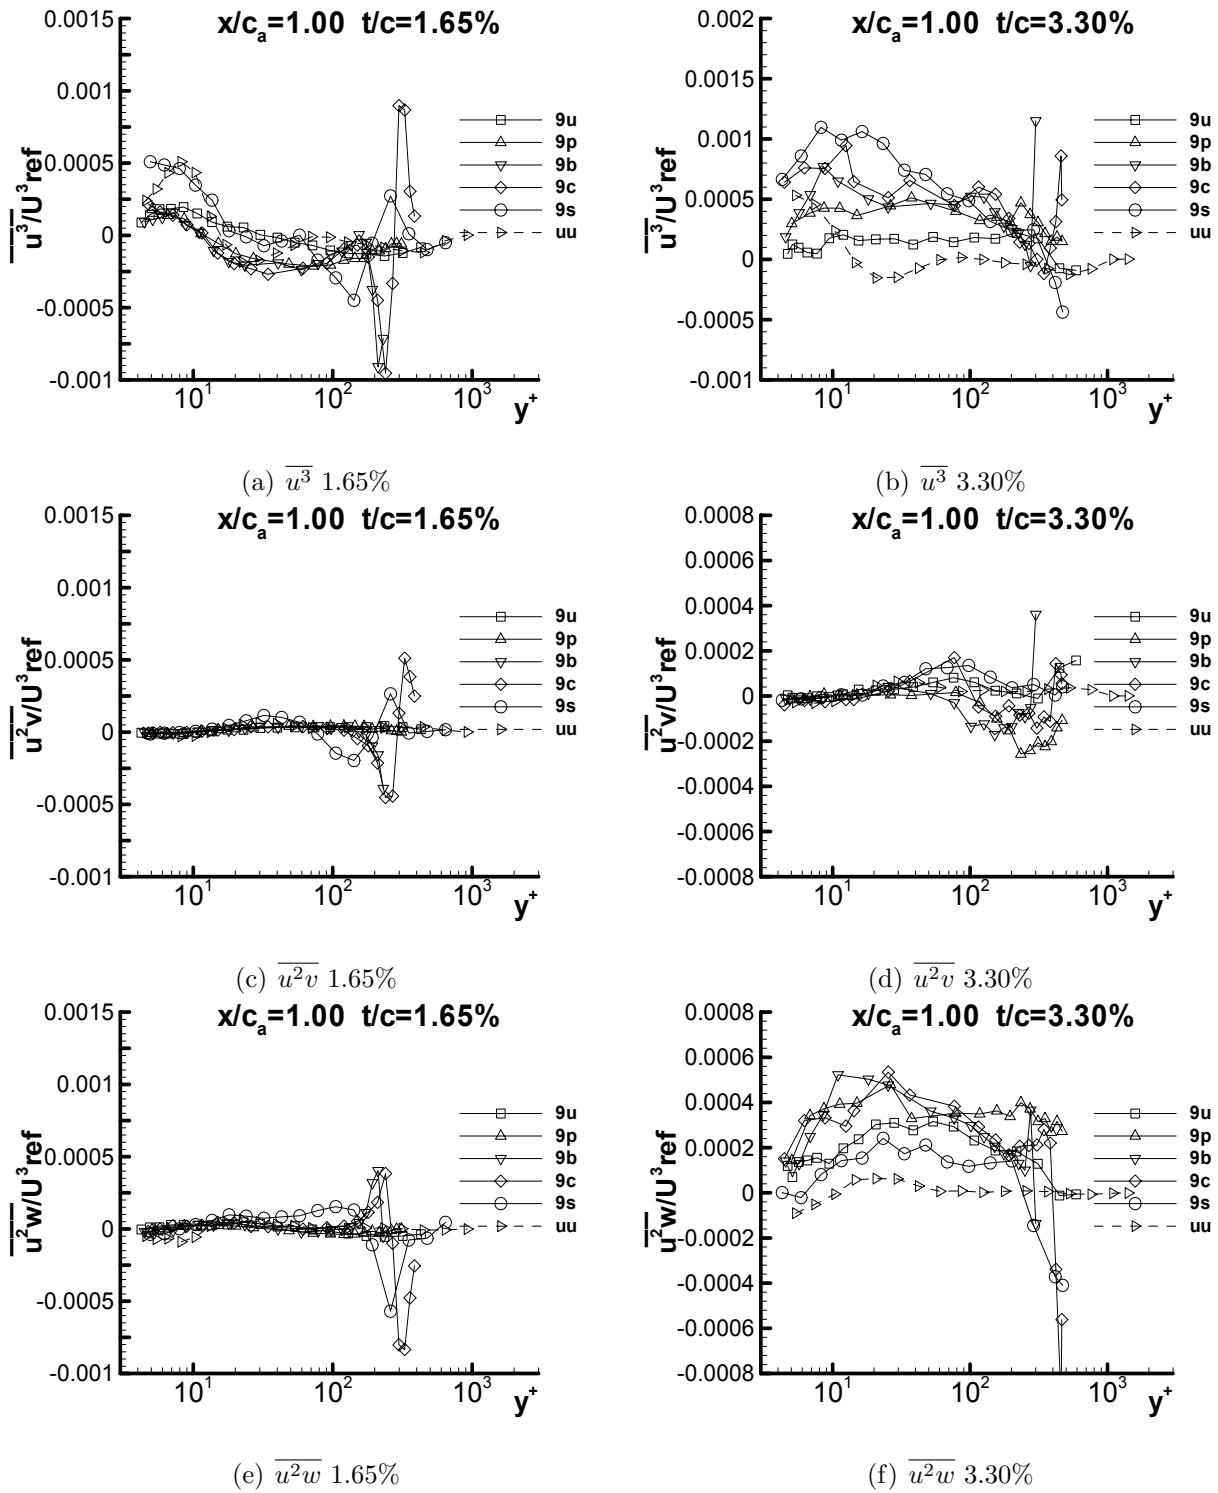 x/cₐ=1.00 t/c=1.65%
0.0015
0.001
0.0005
0
-0.0005
-0.001
u³/U³ref
10¹ 10² 10³ y⁺
9u
9p
9b
9c
9s
uu
(a) u³ 1.65%
x/cₐ=1.00 t/c=3.30%
0.002
0.0015
0.001
0.0005
0
-0.0005
-0.001
u³/U³ref
10¹ 10² 10³ y⁺
9u
9p
9b
9c
9s
uu
(b) u³ 3.30%
x/cₐ=1.00 t/c=1.65%
0.0015
0.001
0.0005
0
-0.0005
-0.001
u²v/U³ref
10¹ 10² 10³ y⁺
9u
9p
9b
9c
9s
uu
(c) u²v 1.65%
x/cₐ=1.00 t/c=3.30%
0.0008
0.0006
0.0004
0.0002
0
-0.0002
-0.0004
-0.0006
-0.0008
u²v/U³ref
10¹ 10² 10³ y⁺
9u
9p
9b
9c
9s
uu
(d) u²v 3.30%
x/cₐ=1.00 t/c=1.65%
0.0015
0.001
0.0005
0
-0.0005
-0.001
u²w/U³ref
10¹ 10² 10³ y⁺
9u
9p
9b
9c
9s
uu
(e) u²w 1.65%
x/cₐ=1.00 t/c=3.30%
0.0008
0.0006
0.0004
0.0002
0
-0.0002
-0.0004
-0.0006
-0.0008
u²w/U³ref
10¹ 10² 10³ y⁺
9u
9p
9b
9c
9s
uu
(f) u²w 3.30%